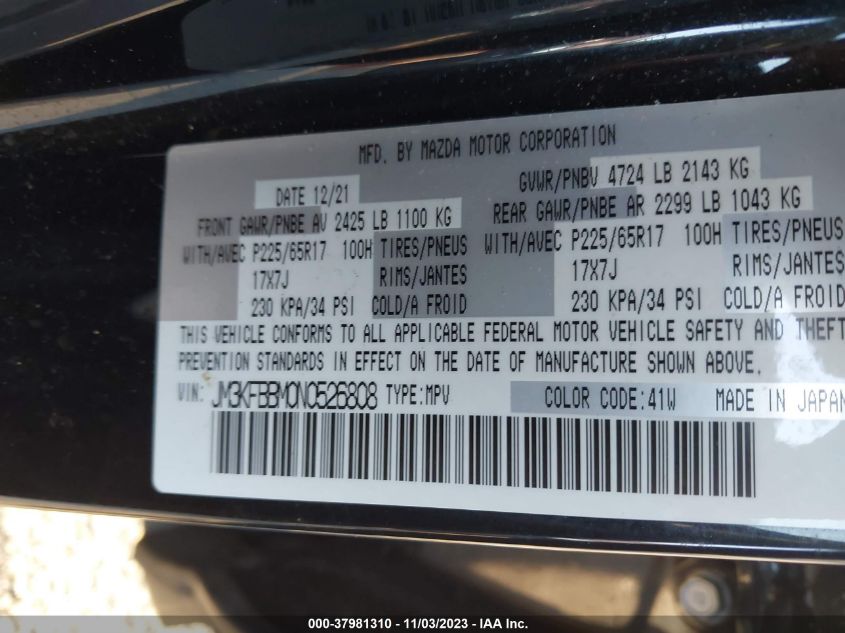 MFD. BY MAZDA MOTOR CORPORATION
DATE 12/21 GVWR/PNBV 4724 LB 2143 KG
FRONT GAWR/PNBE AV 2425 LB 1100 KG REAR GAWR/PNBE AR 2299 LB 1043 KG
WITH/AVEC P225/65R17 100H TIRES/PNEUS WITH/AVEC P225/65R17 100H TIRES/PNEUS
17X7J RIMS/JANTES 17X7J RIMS/JANTES
230 KPA/34 PSI COLD/A FROID 230 KPA/34 PSI COLD/A FROID
THIS VEHICLE CONFORMS TO ALL APPLICABLE FEDERAL MOTOR VEHICLE SAFETY AND THEFT
PREVENTION STANDARDS IN EFFECT ON THE DATE OF MANUFACTURE SHOWN ABOVE.
VIN: JM3KFBBM0N0526808 TYPE:MPV COLOR CODE:41W MADE IN JAPAN
000-37981310 - 11/03/2023 - IAA Inc.